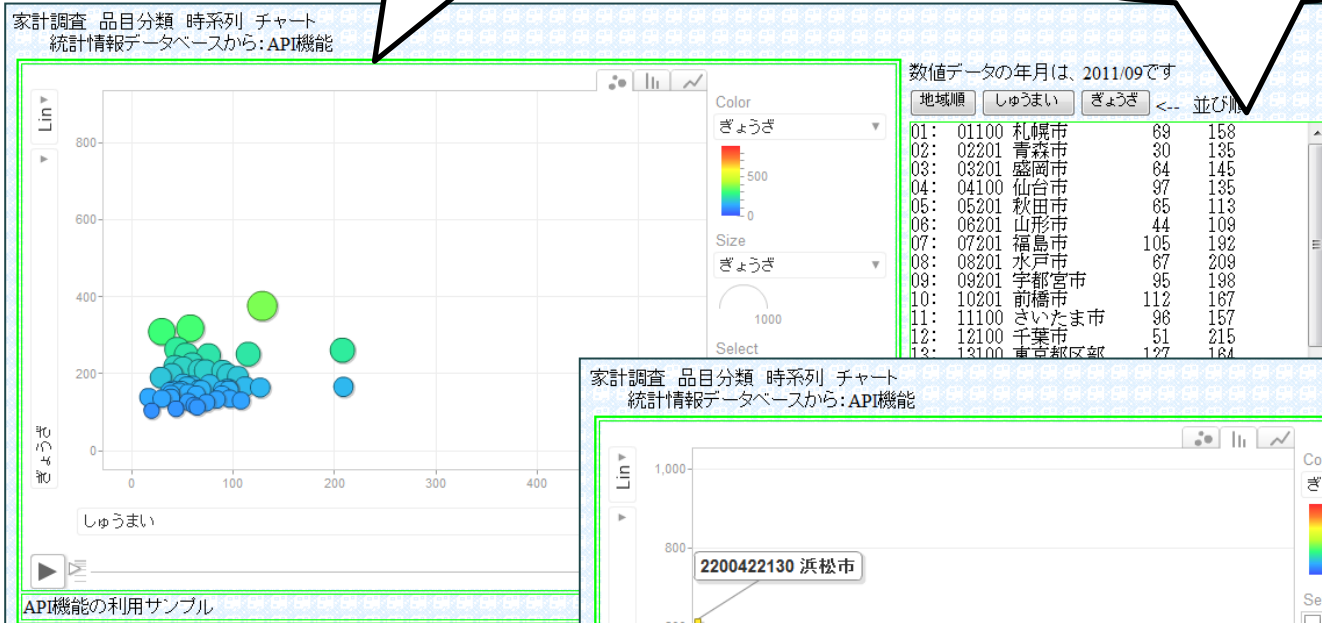 家計調査 品目分類 時系列 チャート
統計情報データベースから:API機能
Lin
800
600
400
200
0
ぎょうざ
0
100
200
300
400
しゅうまい
API機能の利用サンプル
Color
ぎょうざ
500
0
Size
ぎょうざ
1000
Select
数値データの年月は、2011/09です
地域順 しゅうまい ぎょうざ <-- 並び順
01: 01100 札幌市 69 158
02: 02201 青森市 30 135
03: 03201 盛岡市 64 145
04: 04100 仙台市 97 135
05: 05201 秋田市 65 113
06: 06201 山形市 44 109
07: 07201 福島市 105 192
08: 08201 水戸市 67 209
09: 09201 宇都宮市 95 198
10: 10201 前橋市 112 167
11: 11100 さいたま市 96 157
12: 12100 千葉市 51 215
13: 13100 東京都区部 127 164
家計調査 品目分類 時系列 チャート
統計情報データベースから:API機能
Lin
1,000
800
2200422130 浜松市
Co
ぎ
Se